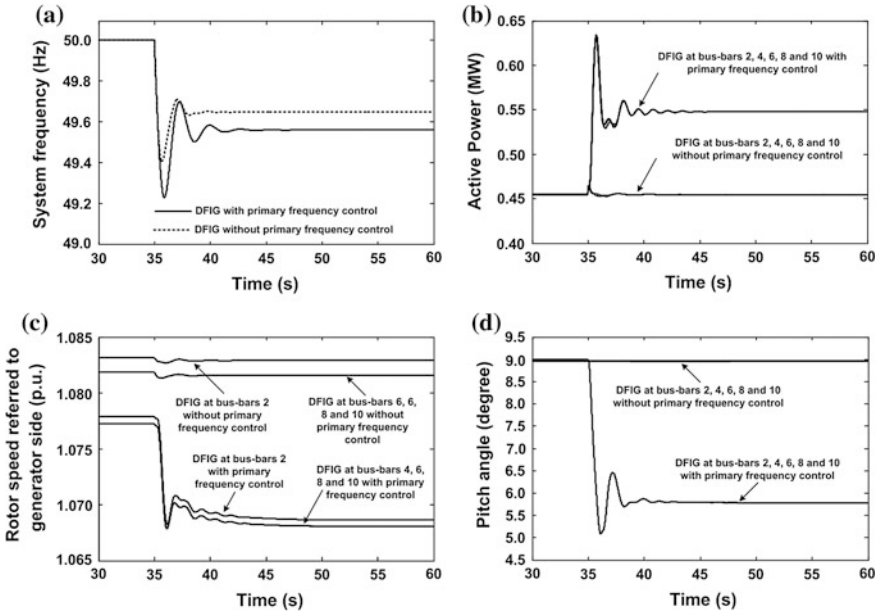 (a)
System frequency (Hz)
50.0
49.8
49.6
49.4
49.2
49.0
DFIG with primary frequency control
DFIG without primary frequency control
30 35 40 45 50 55 60
Time (s)
(b)
Active Power (MW)
0.65
0.60
0.55
0.50
0.45
0.40
DFIG at bus-bars 2, 4, 6, 8 and 10 with
primary frequency control
DFIG at bus-bars 2, 4, 6, 8 and 10
without primary frequency control
30 35 40 45 50 55 60
Time (s)
(c)
Rotor speed referred to
generator side (p.u.)
1.085
1.080
1.075
1.070
1.065
DFIG at bus-bars 2
without primary
frequency control
DFIG at bus-bars 6, 6,
8 and 10 without primary
frequency control
DFIG at bus-bars 2
with primary
frequency control
DFIG at bus-bars 4, 6,
8 and 10 with primary
frequency control
30 35 40 45 50 55 60
Time (s)
(d)
Pitch angle (degree)
9.5
9.0
8.5
8.0
7.5
7.0
6.5
6.0
5.5
5.0
4.5
DFIG at bus-bars 2, 4, 6, 8 and 10
without primary frequency control
DFIG at bus-bars 2, 4, 6, 8 and 10
with primary frequency control
30 35 40 45 50 55 60
Time (s)